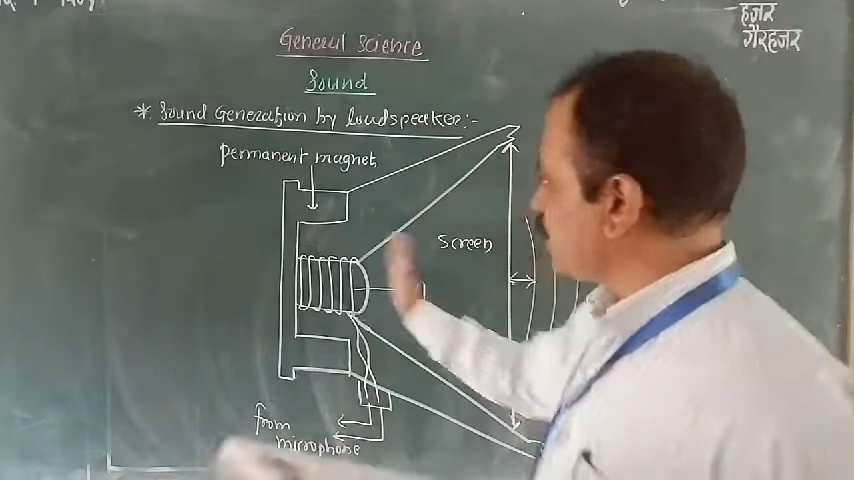 हजर
गैरहजर
General Science
Sound
* Sound Generation by loudspeaker:-
permanent magnet
screen
from
microphone